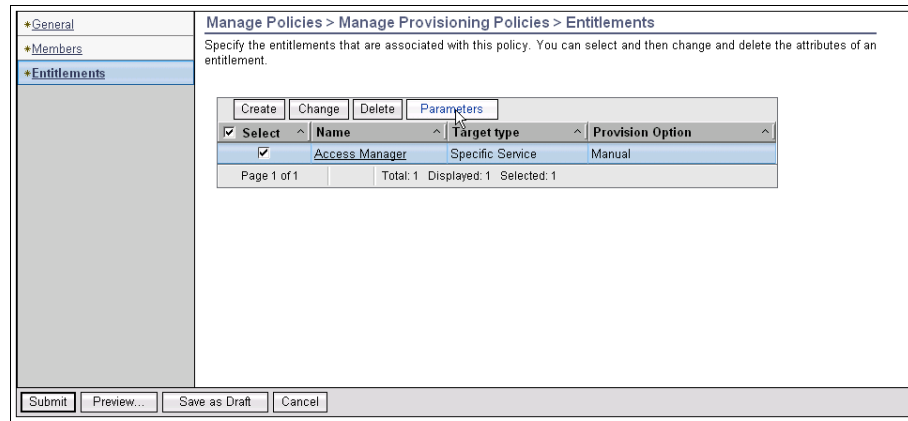 *General
*Members
*Entitlements
Manage Policies > Manage Provisioning Policies > Entitlements
Specify the entitlements that are associated with this policy. You can select and then change and delete the attributes of an
entitlement.
Create Change Delete Parameters
Select ^ Name ^ Target type ^ Provision Option ^
Access Manager Specific Service Manual
Page 1 of 1 Total: 1 Displayed: 1 Selected: 1
Submit Preview... Save as Draft Cancel